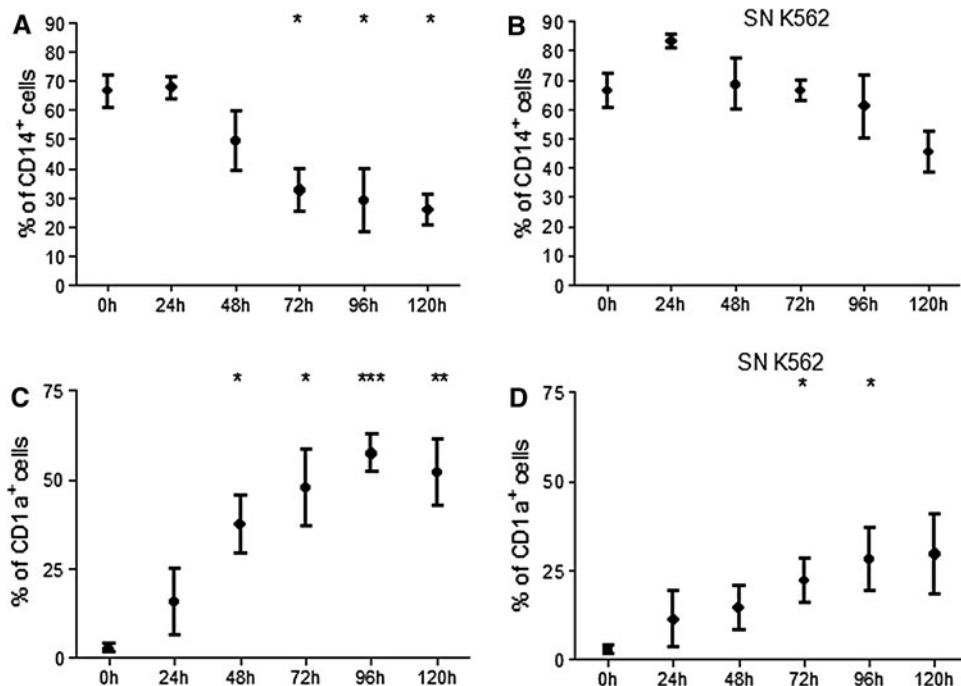 A
* * *
% of CD14+ cells
90
80
70
60
50
40
30
20
10
0
0h 24h 48h 72h 96h 120h
B
SN K562
% of CD14+ cells
90
80
70
60
50
40
30
20
10
0
0h 24h 48h 72h 96h 120h
C
* * *** **
% of CD1a+ cells
75
50
25
0
0h 24h 48h 72h 96h 120h
D
SN K562
* *
% of CD1a+ cells
75
50
25
0
0h 24h 48h 72h 96h 120h